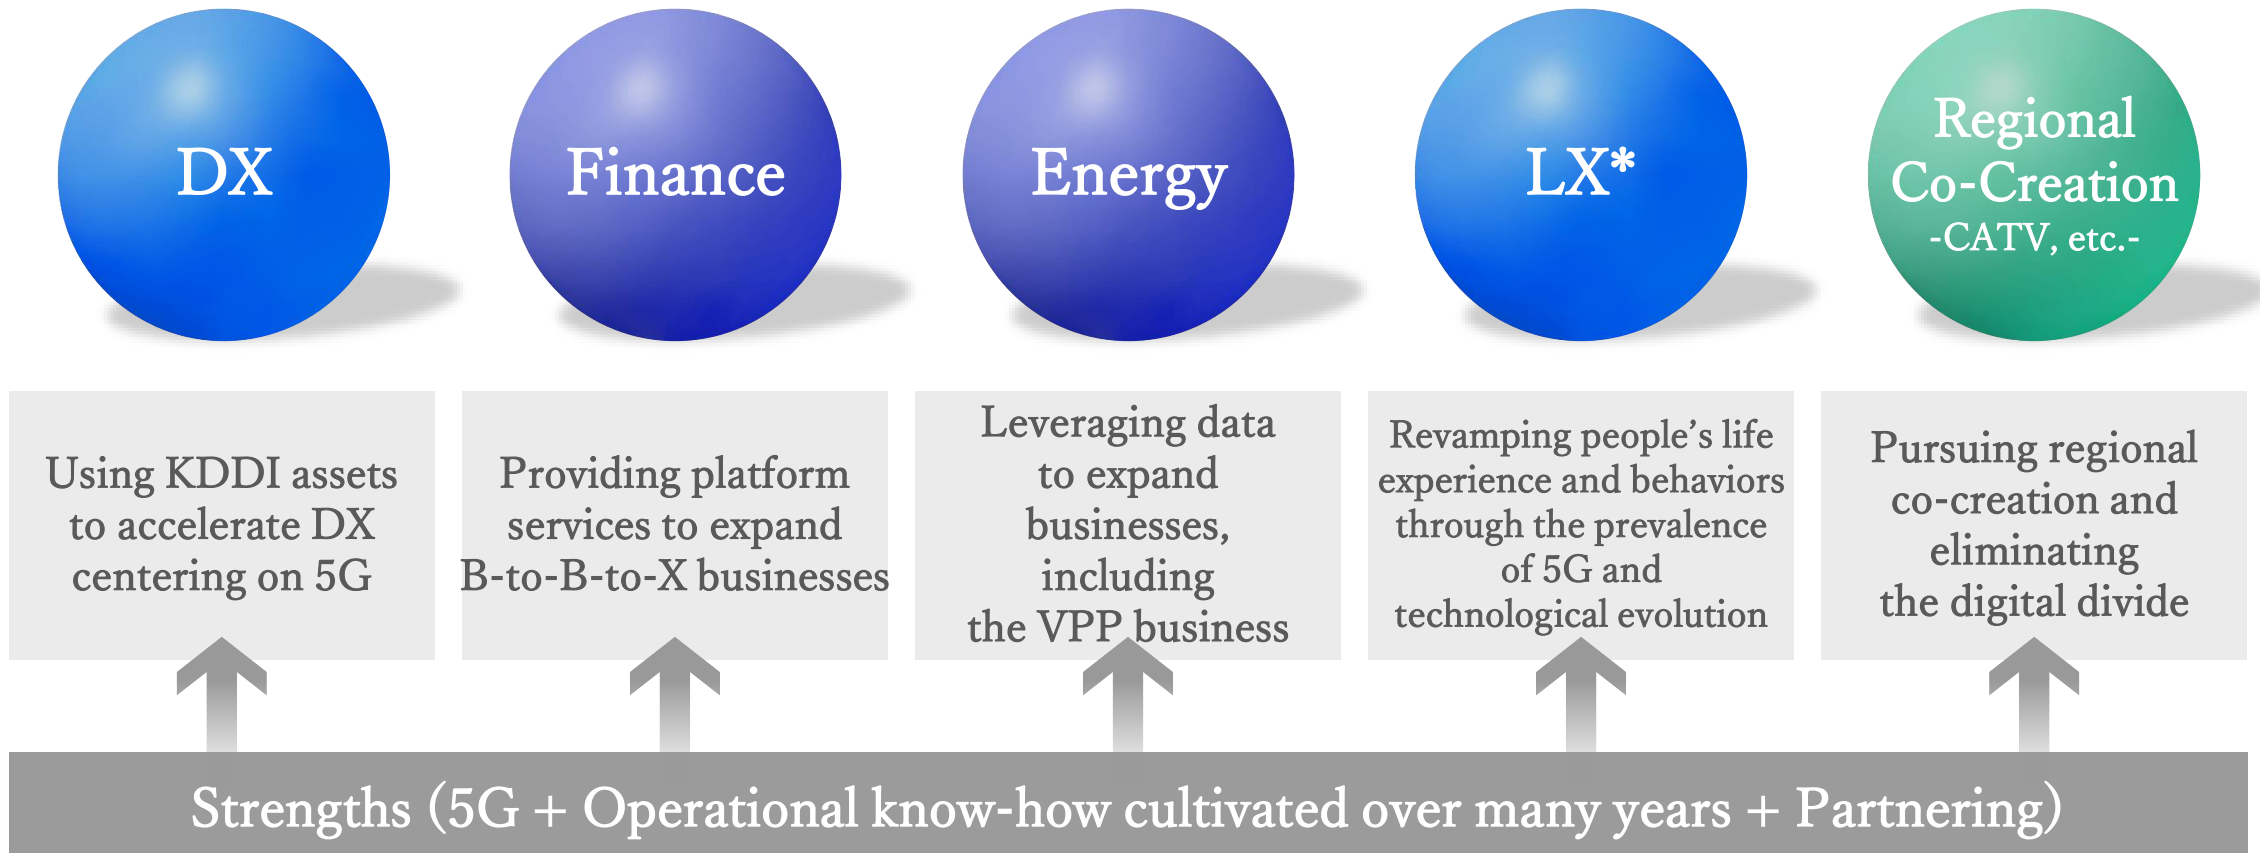 DX
Finance
Energy
LX*
Regional
Co-Creation
-CATV, etc.-
Using KDDI assets
to accelerate DX
centering on 5G
Providing platform
services to expand
B-to-B-to-X businesses
Leveraging data
to expand
businesses,
including
the VPP business
Revamping people’s life
experience and behaviors
through the prevalence
of 5G and
technological evolution
Pursuing regional
co-creation and
eliminating
the digital divide
Strengths (5G + Operational know-how cultivated over many years + Partnering)